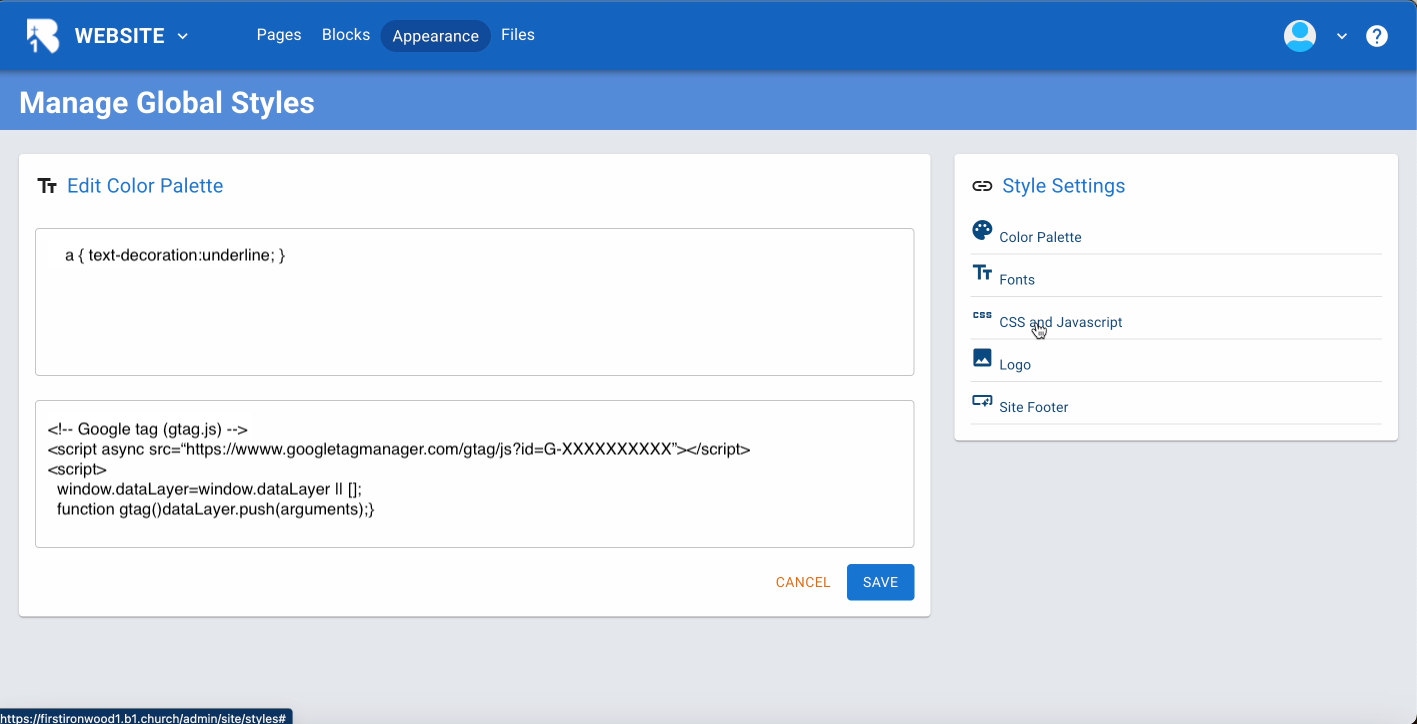 WEBSITE Pages Blocks Appearance Files
Manage Global Styles
Edit Color Palette
a { text-decoration:underline; }
<!-- Google tag (gtag.js) -->
<script async src=“https://wwww.googletagmanager.com/gtag/js?id=G-XXXXXXXXXX”></script>
<script>
window.dataLayer=window.dataLayer || [];
function gtag()dataLayer.push(arguments);}
CANCEL SAVE
Style Settings
Color Palette
Fonts
CSS CSS and Javascript
Logo
Site Footer
https://firstironwood1.b1.church/admin/site/styles#